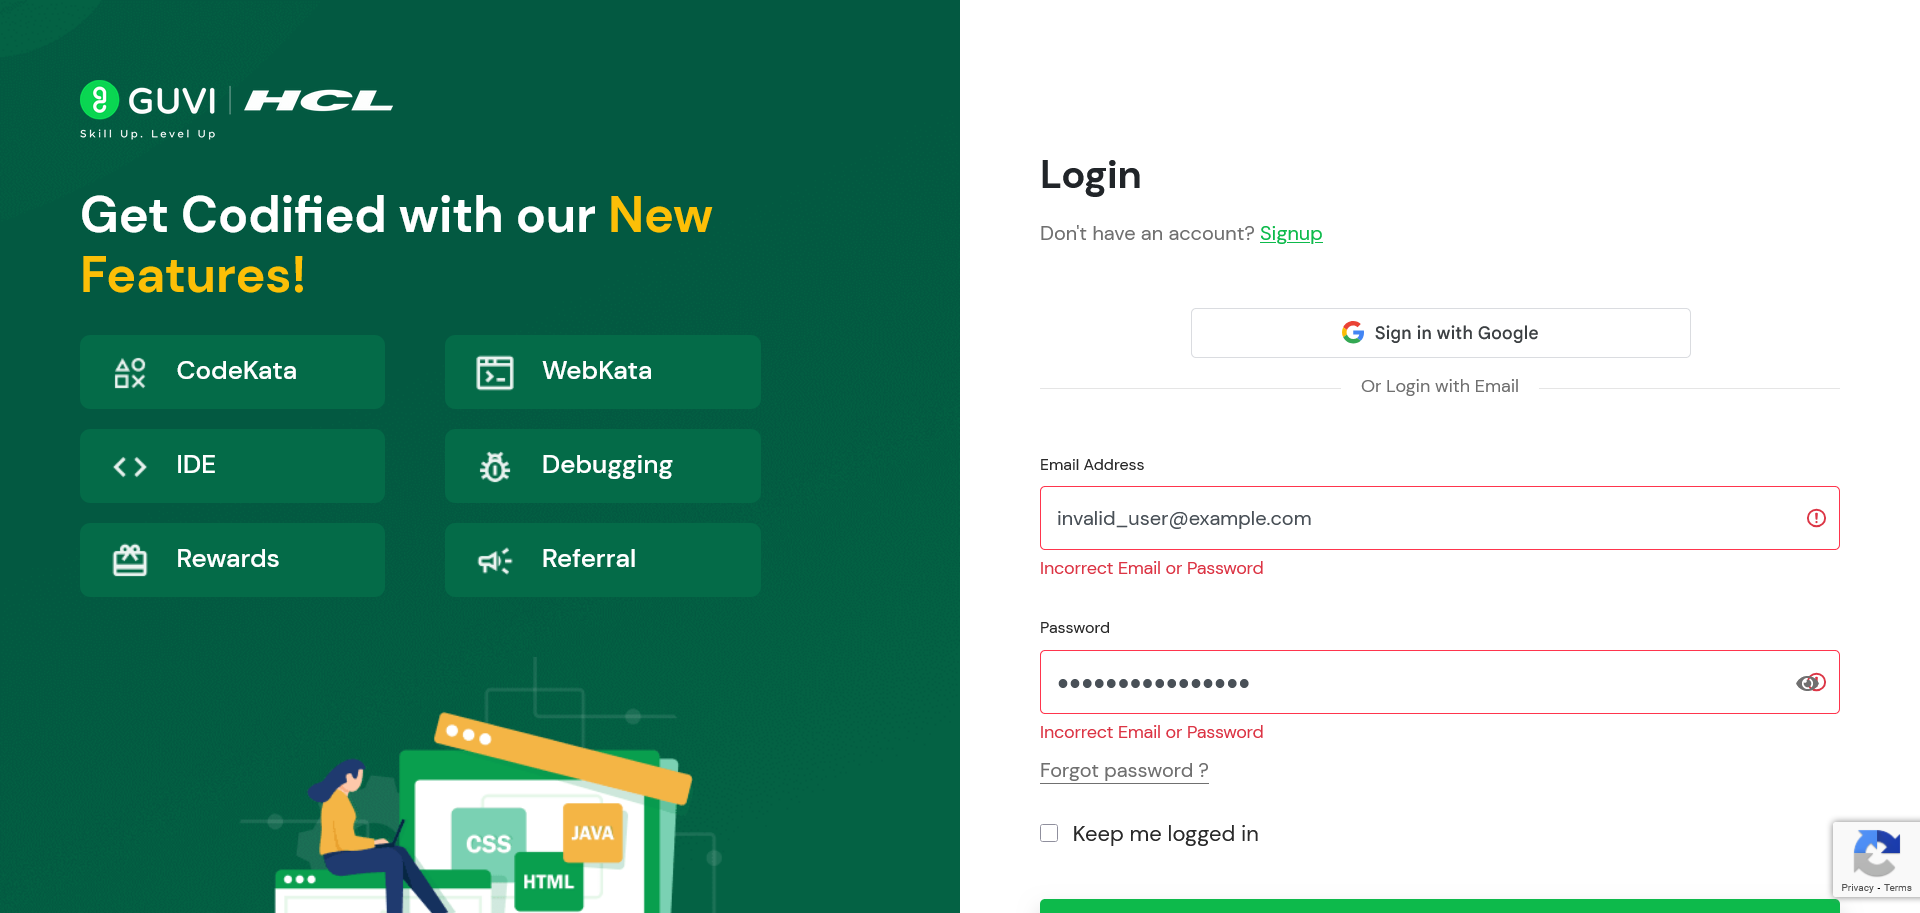 GUVI | HCL
Skill Up. Level Up
Get Codified with our New
Features!
CodeKata
WebKata
IDE
Debugging
Rewards
Referral
CSS
JAVA
HTML
Login
Don't have an account? Signup
Sign in with Google
Or Login with Email
Email Address
invalid_user@example.com
Incorrect Email or Password
Password
••••••••••••••••
Incorrect Email or Password
Forgot password ?
Keep me logged in
Privacy - Terms